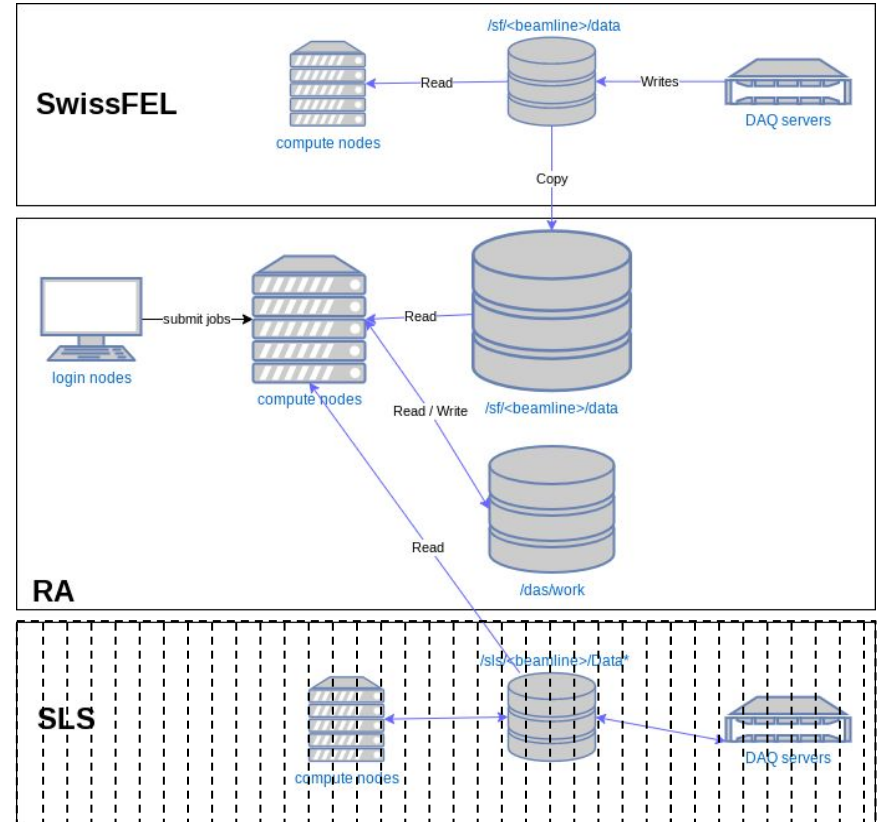 /sf/<beamline>/data
SwissFEL
Read
Writes
compute nodes
DAQ servers
Copy
submit jobs
Read
login nodes
compute nodes
/sf/<beamline>/data
Read / Write
Read
/das/work
RA
/sls/<beamline>/Data*
SLS
compute nodes
DAQ servers